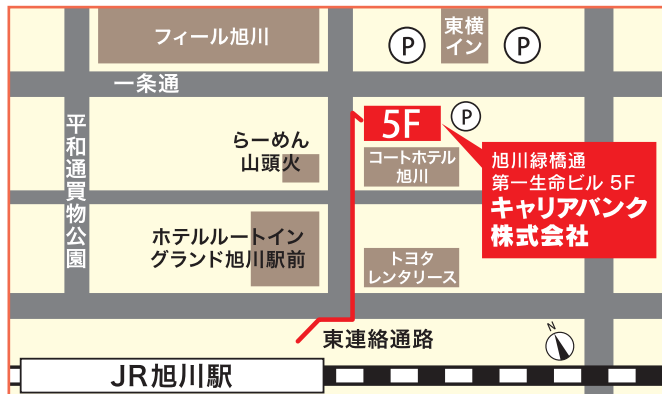 フィール旭川
東横
イン
P
P
一条通
5F
P
平和通買物公園
らーめん
山頭火
コートホテル
旭川
旭川緑橋通
第一生命ビル 5F
キャリアバンク
株式会社
ホテルルートイン
グランド旭川駅前
トヨタ
レンタリース
東連絡通路
N
JR旭川駅